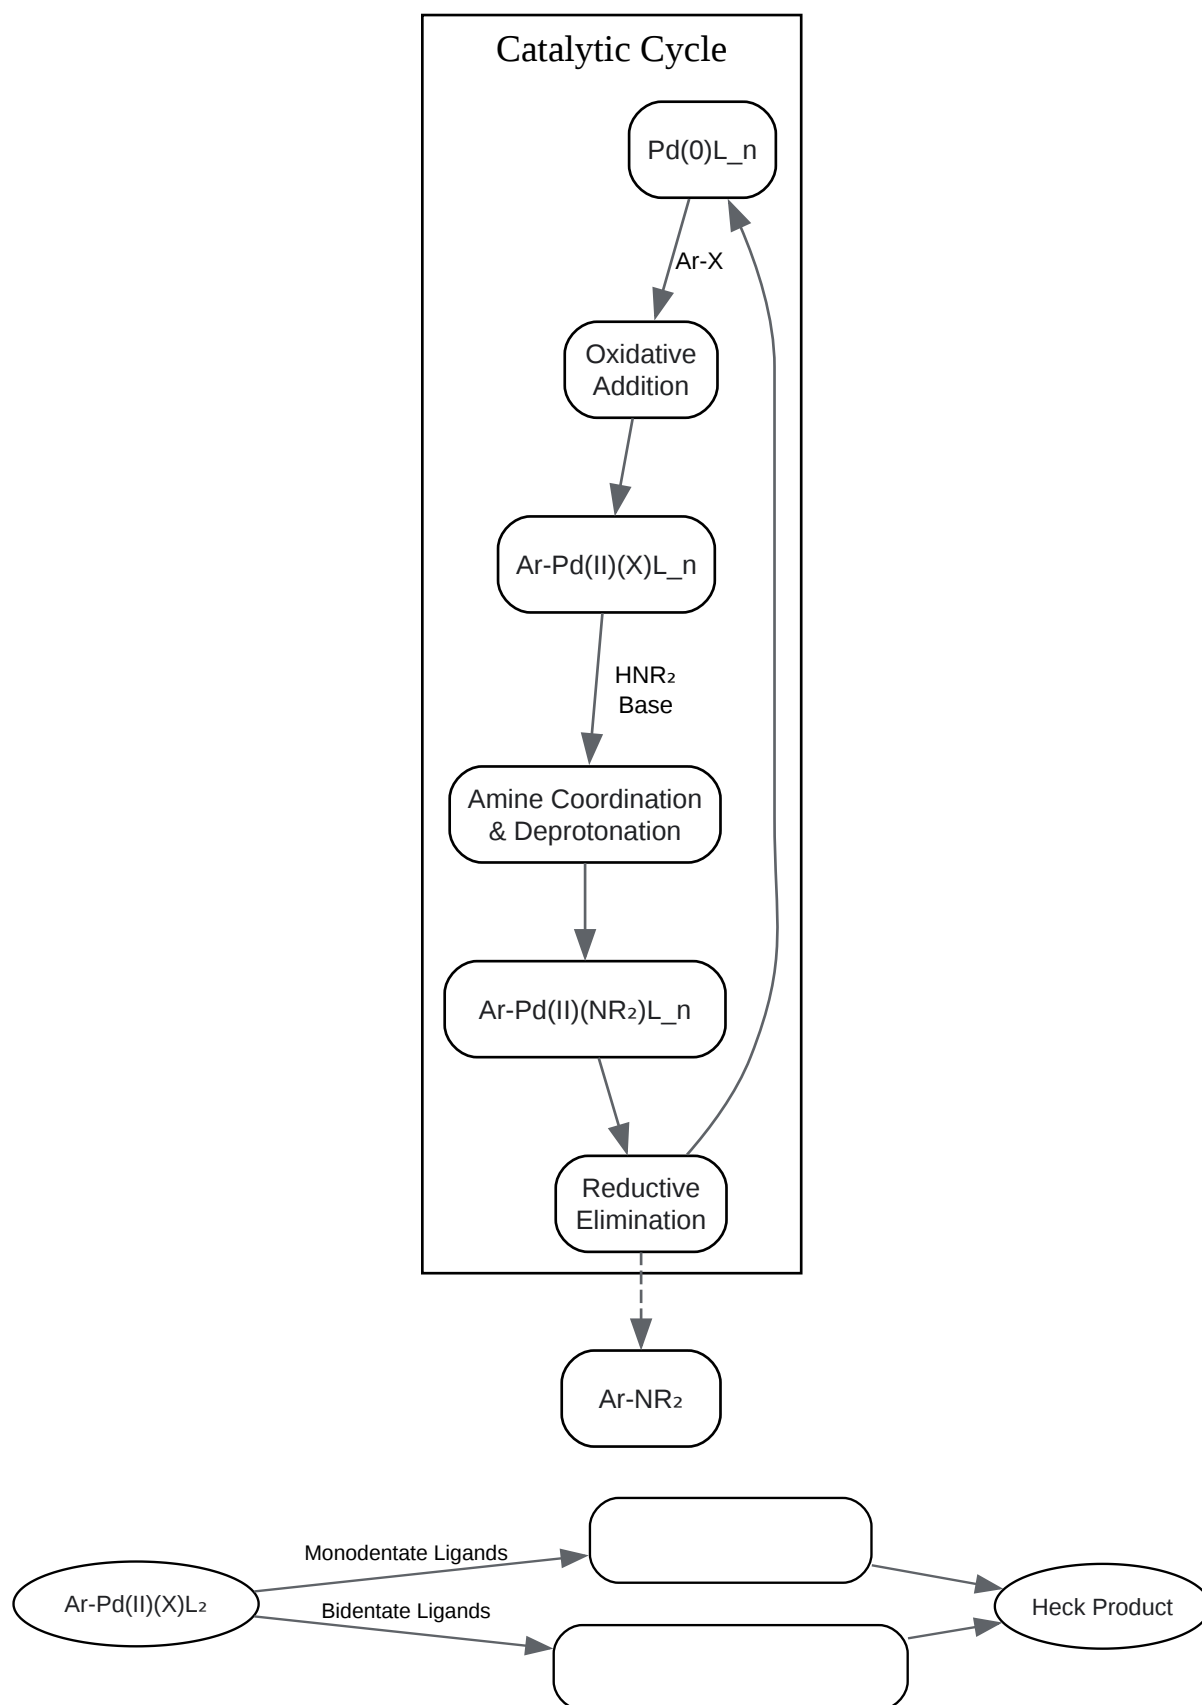 Catalytic Cycle
Pd(0)L_n
Ar-X
Oxidative
Addition
Ar-Pd(II)(X)L_n
HNR₂
Base
Amine Coordination
& Deprotonation
Ar-Pd(II)(NR₂)L_n
Reductive
Elimination
Ar-NR₂
Monodentate Ligands
Ar-Pd(II)(X)L₂
Bidentate Ligands
Heck Product